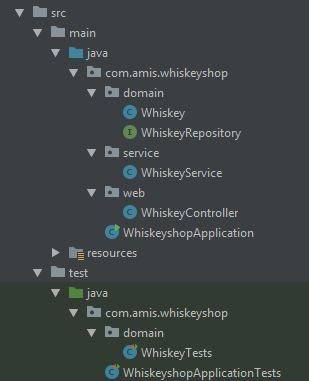 src
main
java
com.amis.whiskeyshop
domain
C Whiskey
I WhiskeyRepository
service
C WhiskeyService
web
C WhiskeyController
C WhiskeyshopApplication
resources
test
java
com.amis.whiskeyshop
domain
C WhiskeyTests
C WhiskeyshopApplicationTests